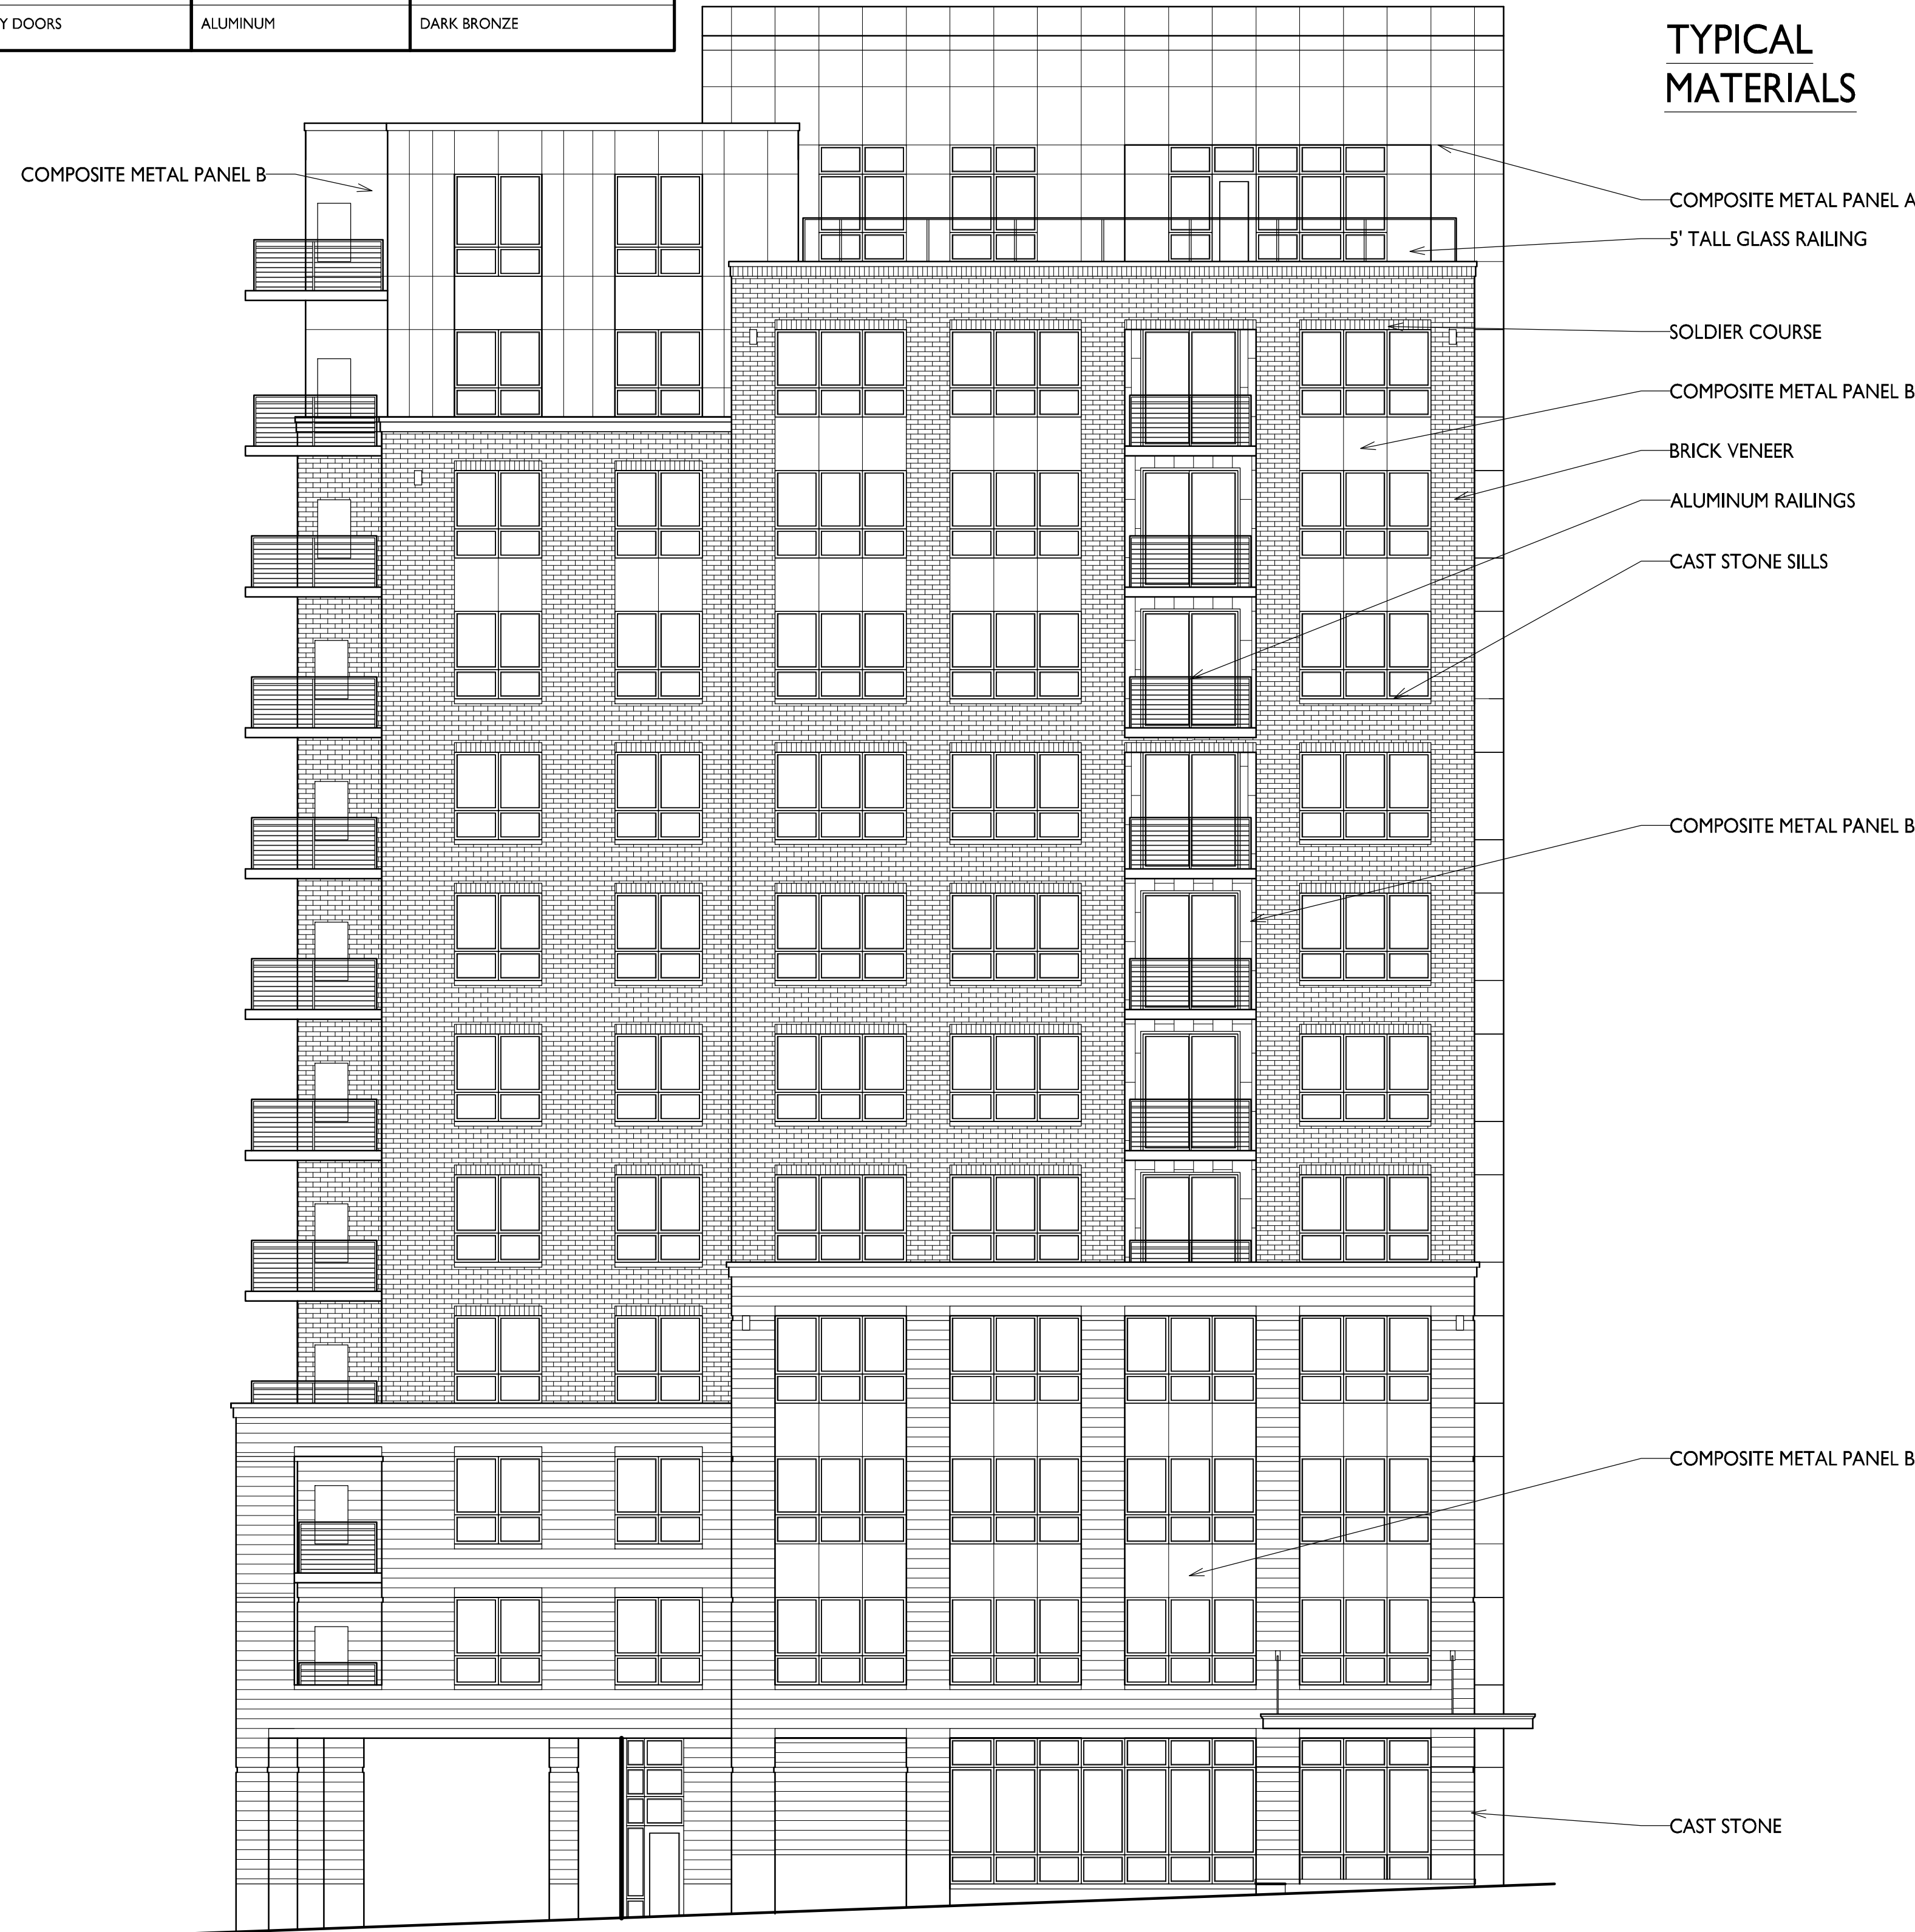 Y DOORS
ALUMINUM
DARK BRONZE
TYPICAL
MATERIALS
COMPOSITE METAL PANEL B
COMPOSITE METAL PANEL A
5' TALL GLASS RAILING
SOLDIER COURSE
COMPOSITE METAL PANEL B
BRICK VENEER
ALUMINUM RAILINGS
CAST STONE SILLS
COMPOSITE METAL PANEL B
COMPOSITE METAL PANEL B
CAST STONE